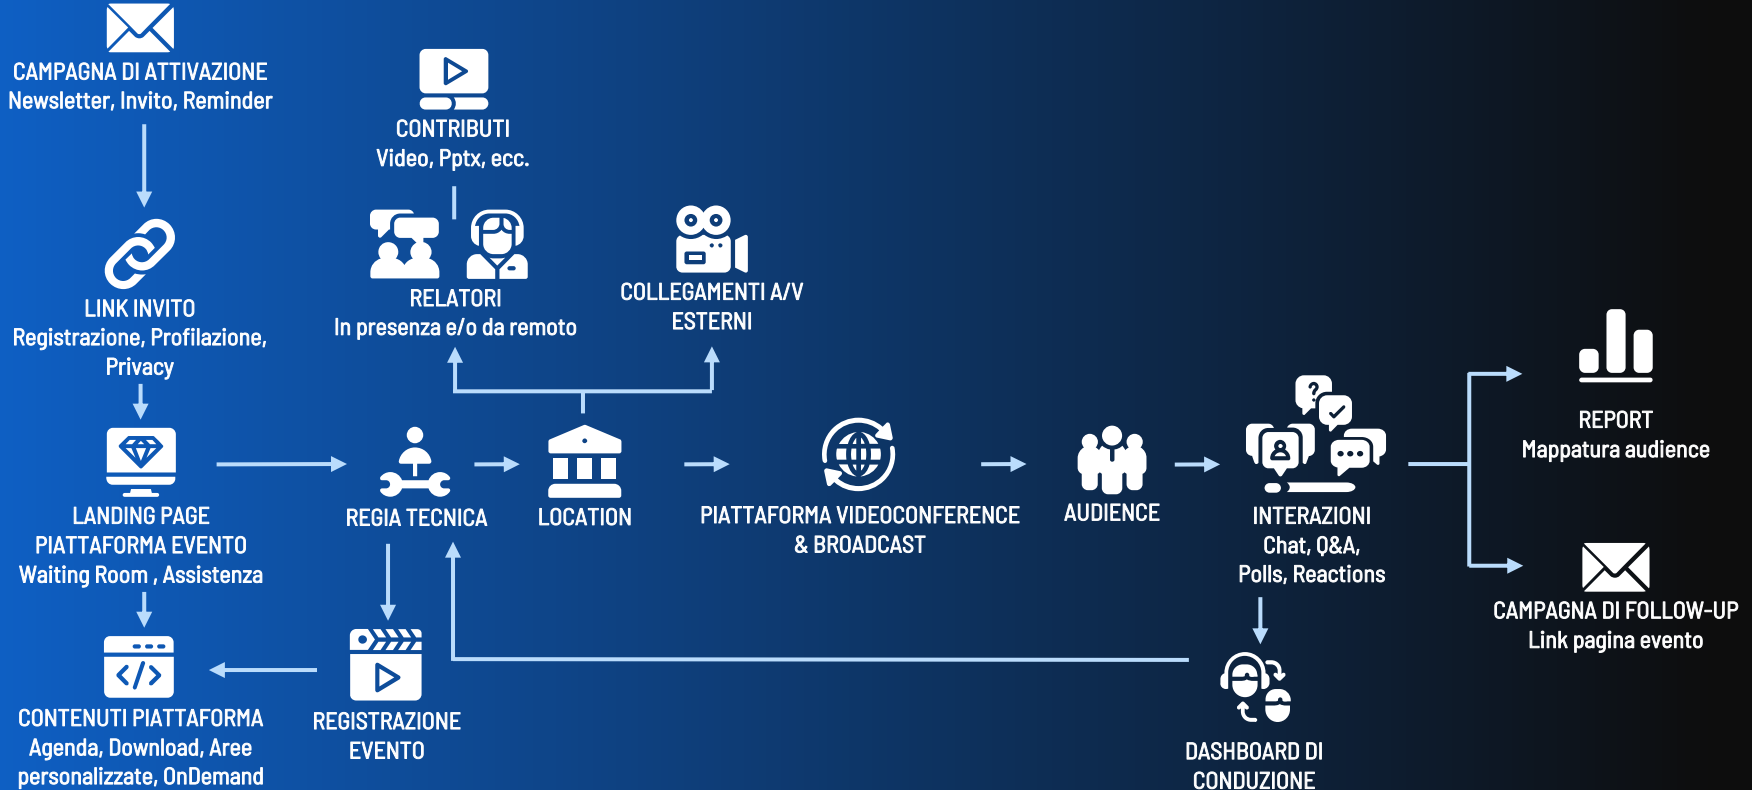 CAMPAGNA DI ATTIVAZIONE
Newsletter, Invito, Reminder
LINK INVITO
Registrazione, Profilazione,
Privacy
LANDING PAGE
PIATTAFORMA EVENTO
Waiting Room , Assistenza
CONTENUTI PIATTAFORMA
Agenda, Download, Aree
personalizzate, OnDemand
CONTRIBUTI
Video, Pptx, ecc.
RELATORI
In presenza e/o da remoto
COLLEGAMENTI A/V
ESTERNI
REGIA TECNICA
LOCATION
REGISTRAZIONE
EVENTO
PIATTAFORMA VIDEOCONFERENCE
& BROADCAST
AUDIENCE
INTERAZIONI
Chat, Q&A,
Polls, Reactions
DASHBOARD DI
CONDUZIONE
REPORT
Mappatura audience
CAMPAGNA DI FOLLOW-UP
Link pagina evento